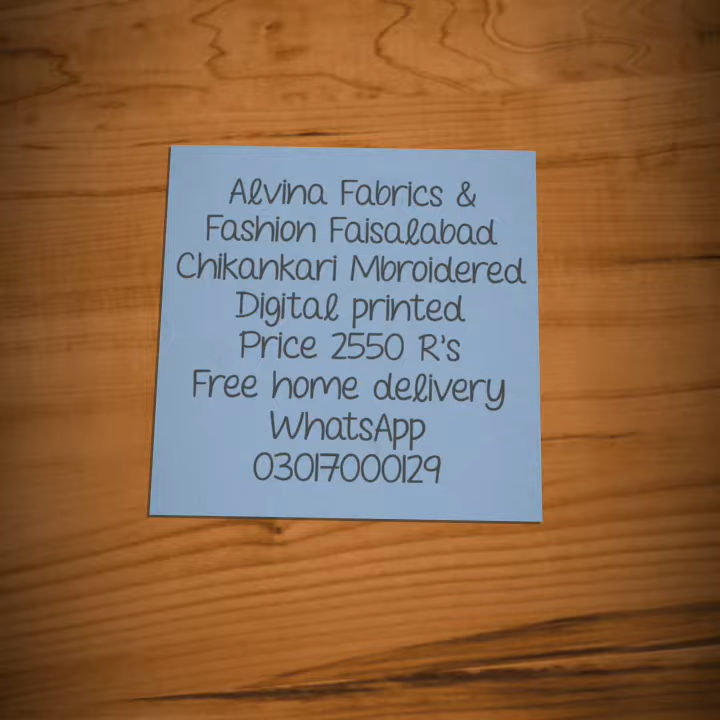 Alvina Fabrics &
Fashion Faisalabad
Chikankari Mbroidered
Digital printed
Price 2550 R's
Free home delivery
WhatsApp
03017000129